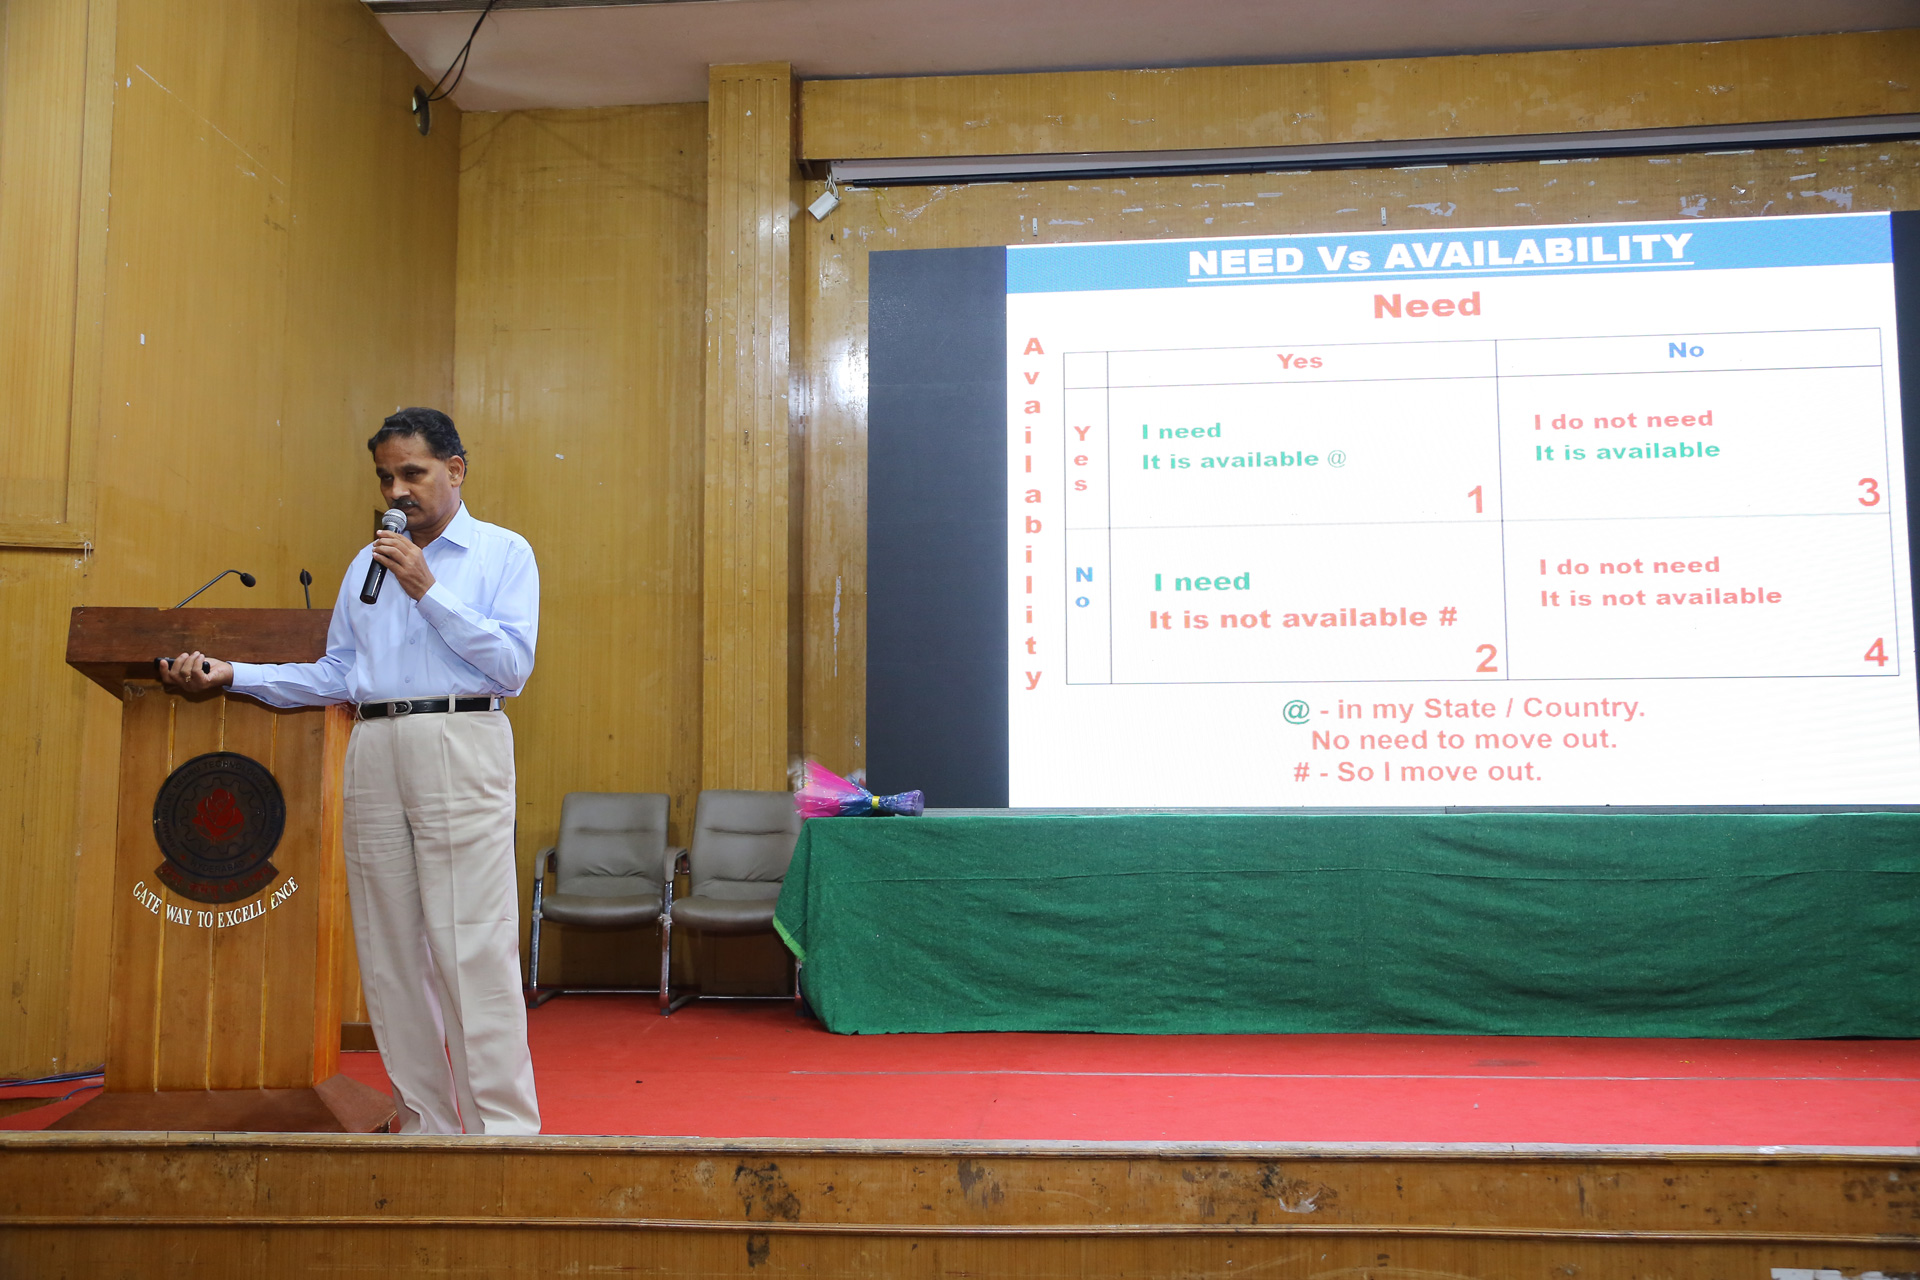 NEED Vs AVAILABILITY
Need
Availability
Yes
No
Yes
I need
It is available @
1
I do not need
It is available
3
No
I need
It is not available #
2
I do not need
It is not available
4
@ - in my State / Country.
No need to move out.
# - So I move out.
GATE WAY TO EXCELL ENCE